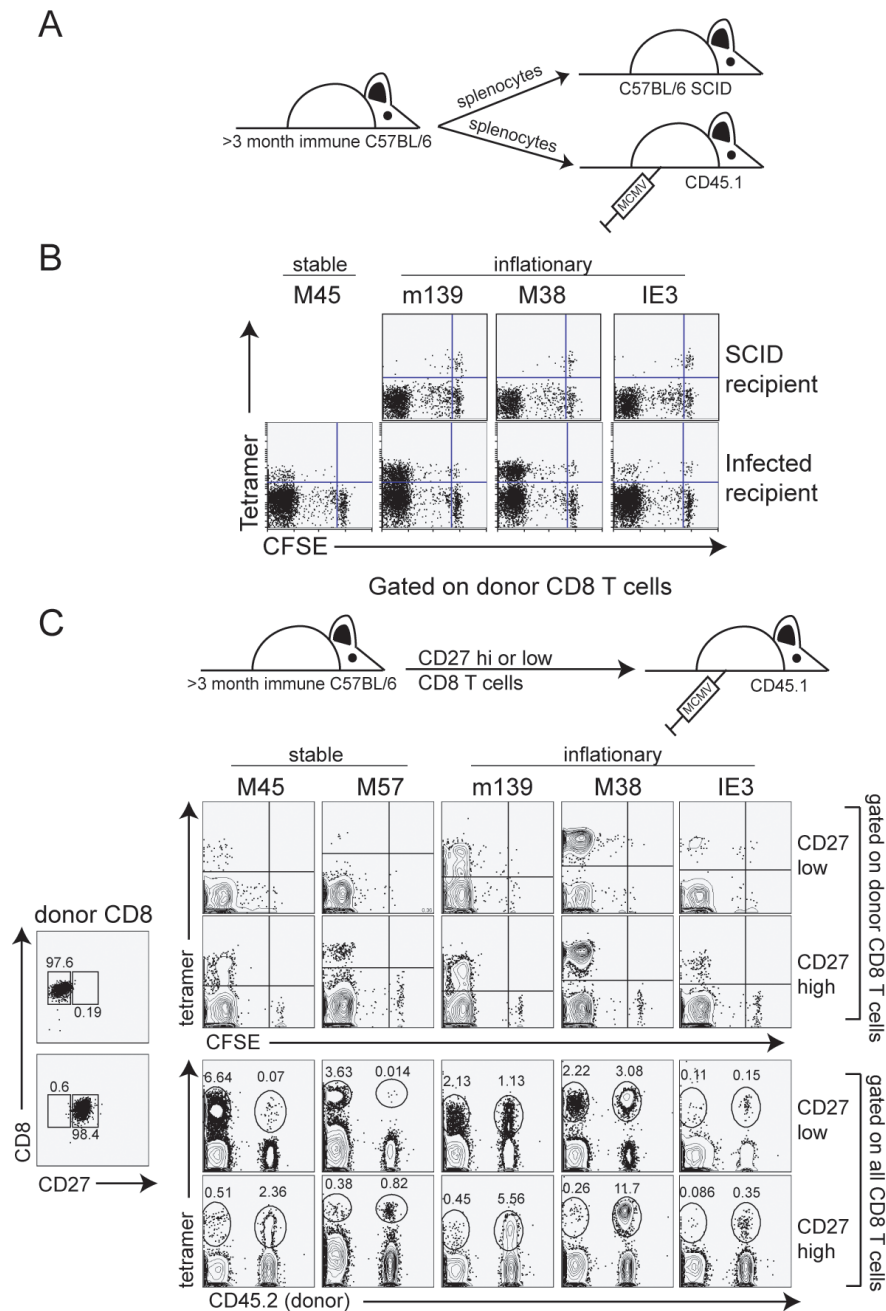 A
splenocytes
C57BL/6 SCID
>3 month immune C57BL/6
splenocytes
MCMV
CD45.1
B
stable
inflationary
M45
m139
M38
IE3
SCID
recipient
Infected
recipient
Tetramer
CFSE
Gated on donor CD8 T cells
C
>3 month immune C57BL/6
CD27 hi or low
CD8 T cells
MCMV
CD45.1
stable
inflationary
M45
M57
m139
M38
IE3
CD27
low
0.36
CD27
high
gated on donor CD8 T cells
tetramer
CFSE
donor CD8
97.6
0.19
0.6
98.4
CD8
CD27
6.64
0.07
3.63
0.014
2.13
1.13
2.22
3.08
0.11
0.15
CD27
low
0.51
2.36
0.38
0.82
0.45
5.56
0.26
11.7
0.086
0.35
CD27
high
gated on all CD8 T cells
tetramer
CD45.2 (donor)